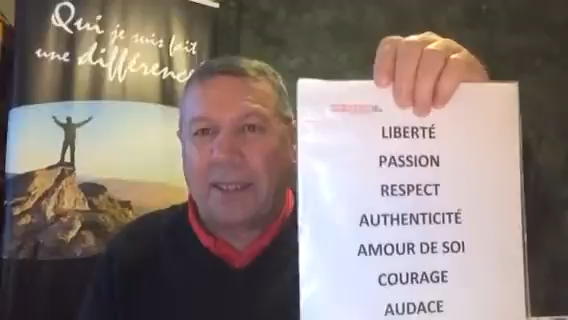 Qui je suis fait
une différence
LIBERTÉ
PASSION
RESPECT
AUTHENTICITÉ
AMOUR DE SOI
COURAGE
AUDACE